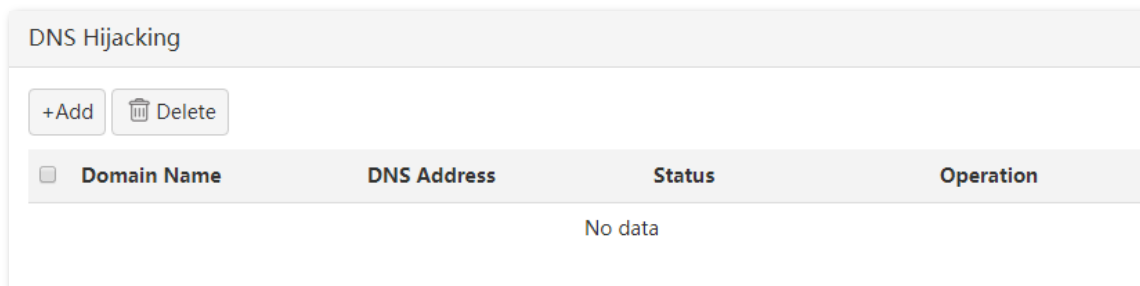 DNS Hijacking
+Add Delete
Domain Name DNS Address Status Operation
No data